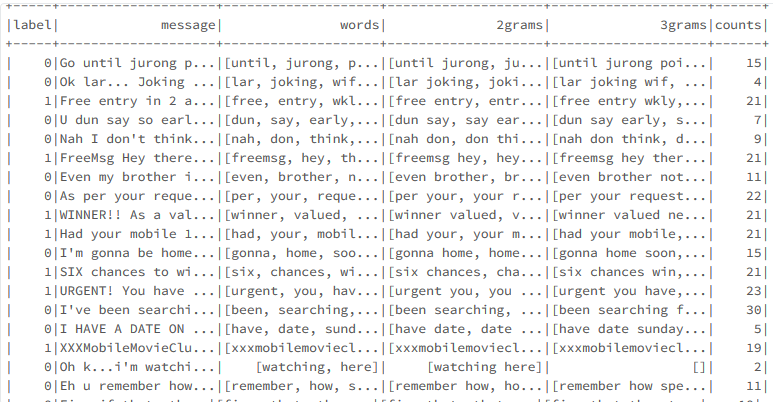 +-----+--------------------+--------------------+--------------------+--------------------+------+
|label|             message|               words|              2grams|              3grams|counts|
+-----+--------------------+--------------------+--------------------+--------------------+------+
|    0|Go until jurong p...|[until, jurong, p...|[until jurong, ju...|[until jurong poi...|    15|
|    0|Ok lar... Joking ...|[lar, joking, wif...|[lar joking, joki...|[lar joking wif, ...|     4|
|    1|Free entry in 2 a...|[free, entry, wkl...|[free entry, entr...|[free entry wkly,...|    21|
|    0|U dun say so earl...|[dun, say, early,...|[dun say, say ear...|[dun say early, s...|     7|
|    0|Nah I don't think...|[nah, don, think,...|[nah don, don thi...|[nah don think, d...|     9|
|    1|FreeMsg Hey there...|[freemsg, hey, th...|[freemsg hey, hey...|[freemsg hey ther...|    21|
|    0|Even my brother i...|[even, brother, n...|[even brother, br...|[even brother not...|    11|
|    0|As per your reque...|[per, your, reque...|[per your, your r...|[per your request...|    22|
|    1|WINNER!! As a val...|[winner, valued, ...|[winner valued, v...|[winner valued ne...|    21|
|    1|Had your mobile 1...|[had, your, mobil...|[had your, your m...|[had your mobile,...|    21|
|    0|I'm gonna be home...|[gonna, home, soo...|[gonna home, home...|[gonna home soon,...|    15|
|    1|SIX chances to wi...|[six, chances, wi...|[six chances, cha...|[six chances win,...|    21|
|    1|URGENT! You have ...|[urgent, you, hav...|[urgent you, you ...|[urgent you have,...|    23|
|    0|I've been searchi...|[been, searching,...|[been searching, ...|[been searching f...|    30|
|    0|I HAVE A DATE ON ...|[have, date, sund...|[have date, date ...|[have date sunday...|     5|
|    1|XXXMobileMovieClu...|[xxxmobilemoviecl...|[xxxmobilemoviecl...|[xxxmobilemoviecl...|    19|
|    0|Oh k...i'm watchi...|    [watching, here]|     [watching here]|                  []|     2|
|    0|Eh u remember how...|[remember, how, s...|[remember how, ho...|[remember how spe...|    11|